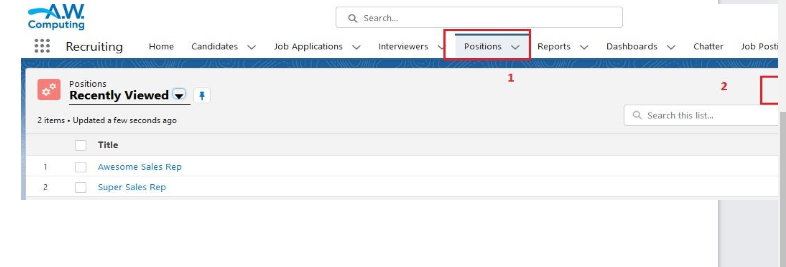 A.W.
Computing
Search...
Recruiting Home Candidates Job Applications Interviewers Positions Reports Dashboards Chatter Job Posti
1
2
Positions
Recently Viewed
2 items • Updated a few seconds ago
Search this list...
Title
1 Awesome Sales Rep
2 Super Sales Rep